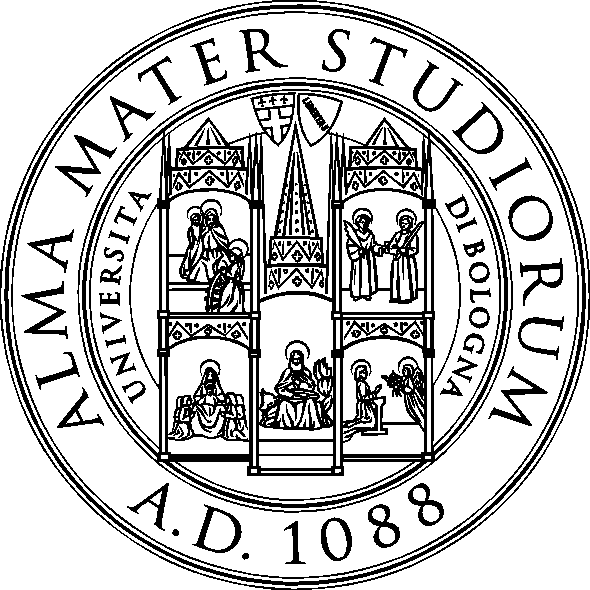 ALMA MATER STUDIORUM
UNIVERSITA
DI BOLOGNA
A.D. 1088